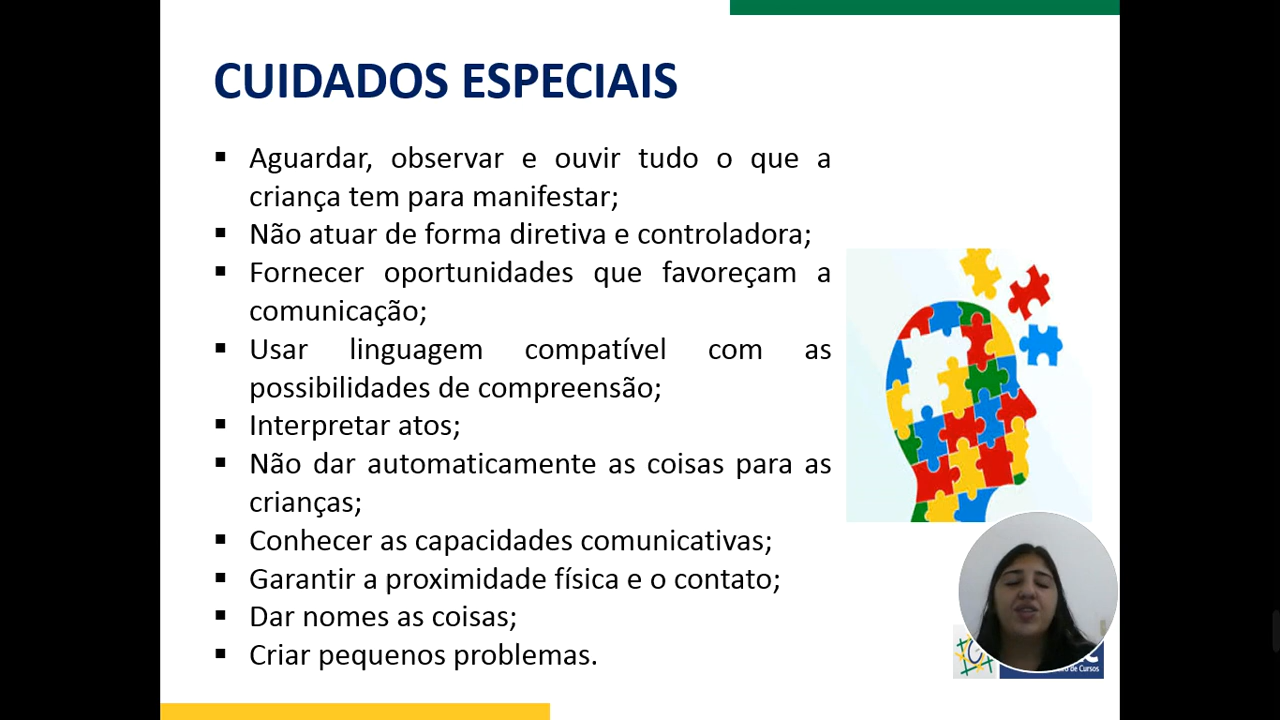 CUIDADOS ESPECIAIS
▪ Aguardar, observar e ouvir tudo o que a
criança tem para manifestar;
▪ Não atuar de forma diretiva e controladora;
▪ Fornecer oportunidades que favoreçam a
comunicação;
▪ Usar linguagem compatível com as
possibilidades de compreensão;
▪ Interpretar atos;
▪ Não dar automaticamente as coisas para as
crianças;
▪ Conhecer as capacidades comunicativas;
▪ Garantir a proximidade física e o contato;
▪ Dar nomes as coisas;
▪ Criar pequenos problemas.
de Cursos